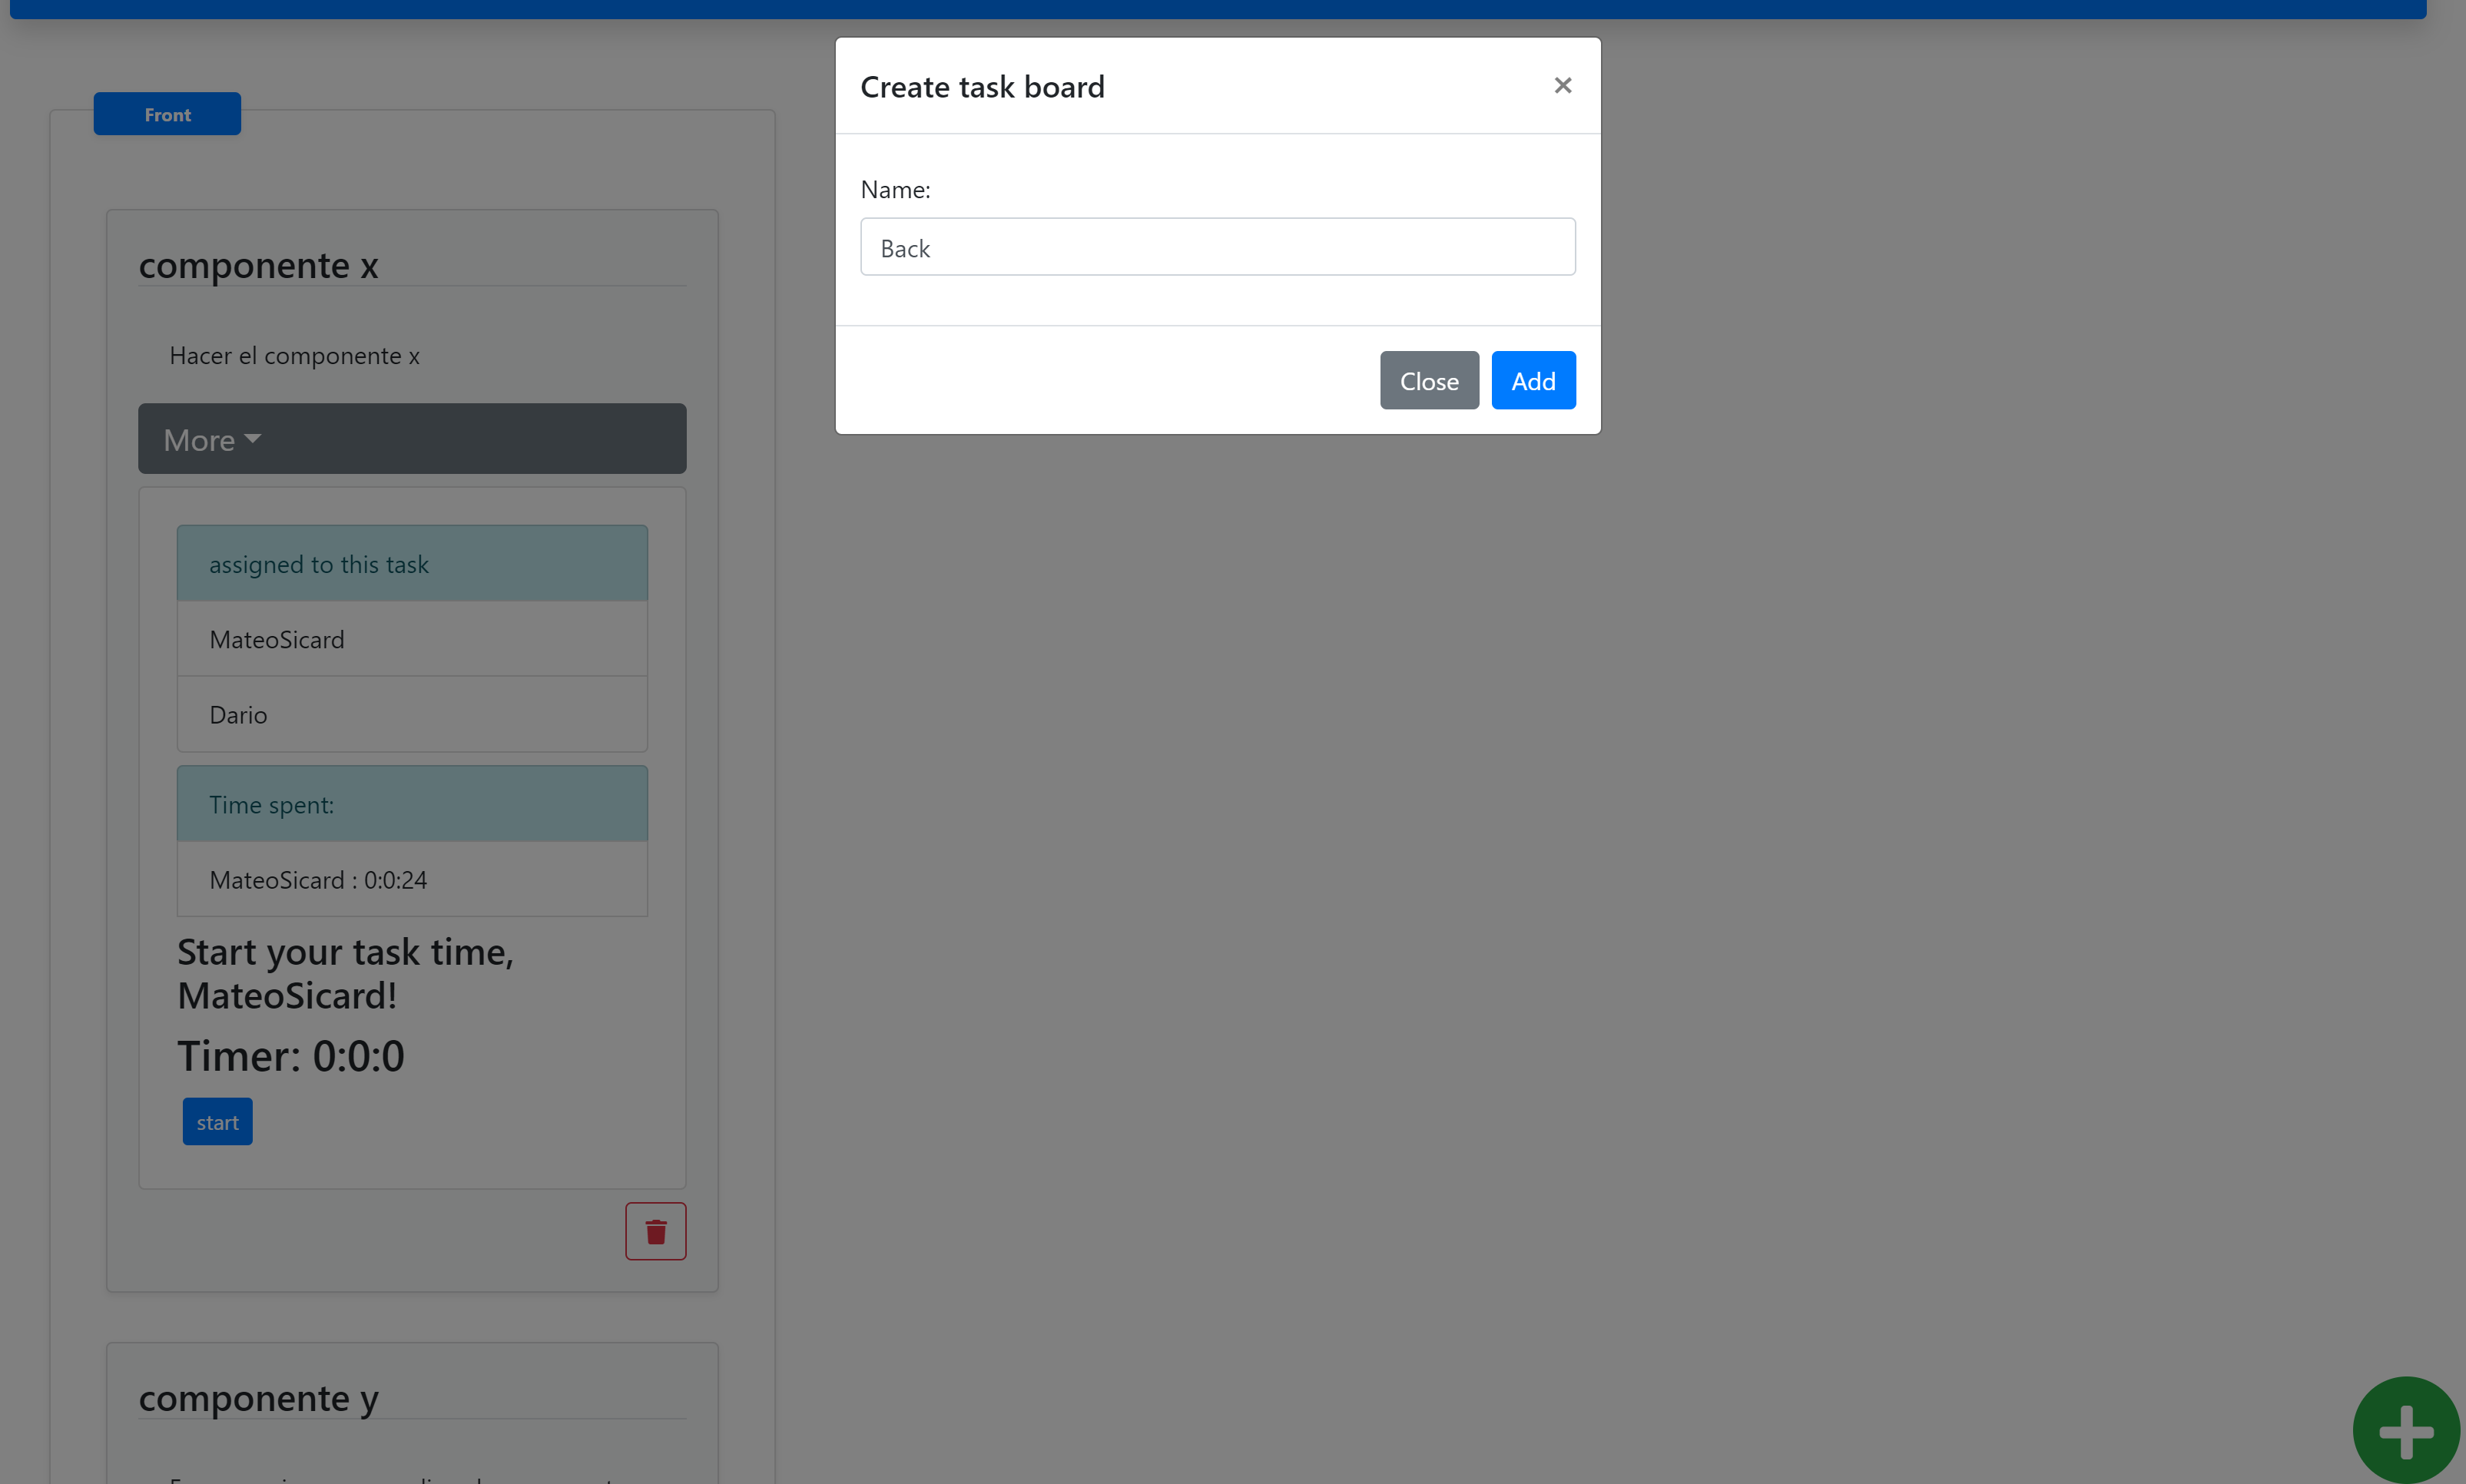 Create task board
×
Name:
Back
Close
Add
Front
componente x
Hacer el componente x
More
assigned to this task
MateoSicard
Dario
Time spent:
MateoSicard : 0:0:24
Start your task time,
MateoSicard!
Timer: 0:0:0
start
componente y